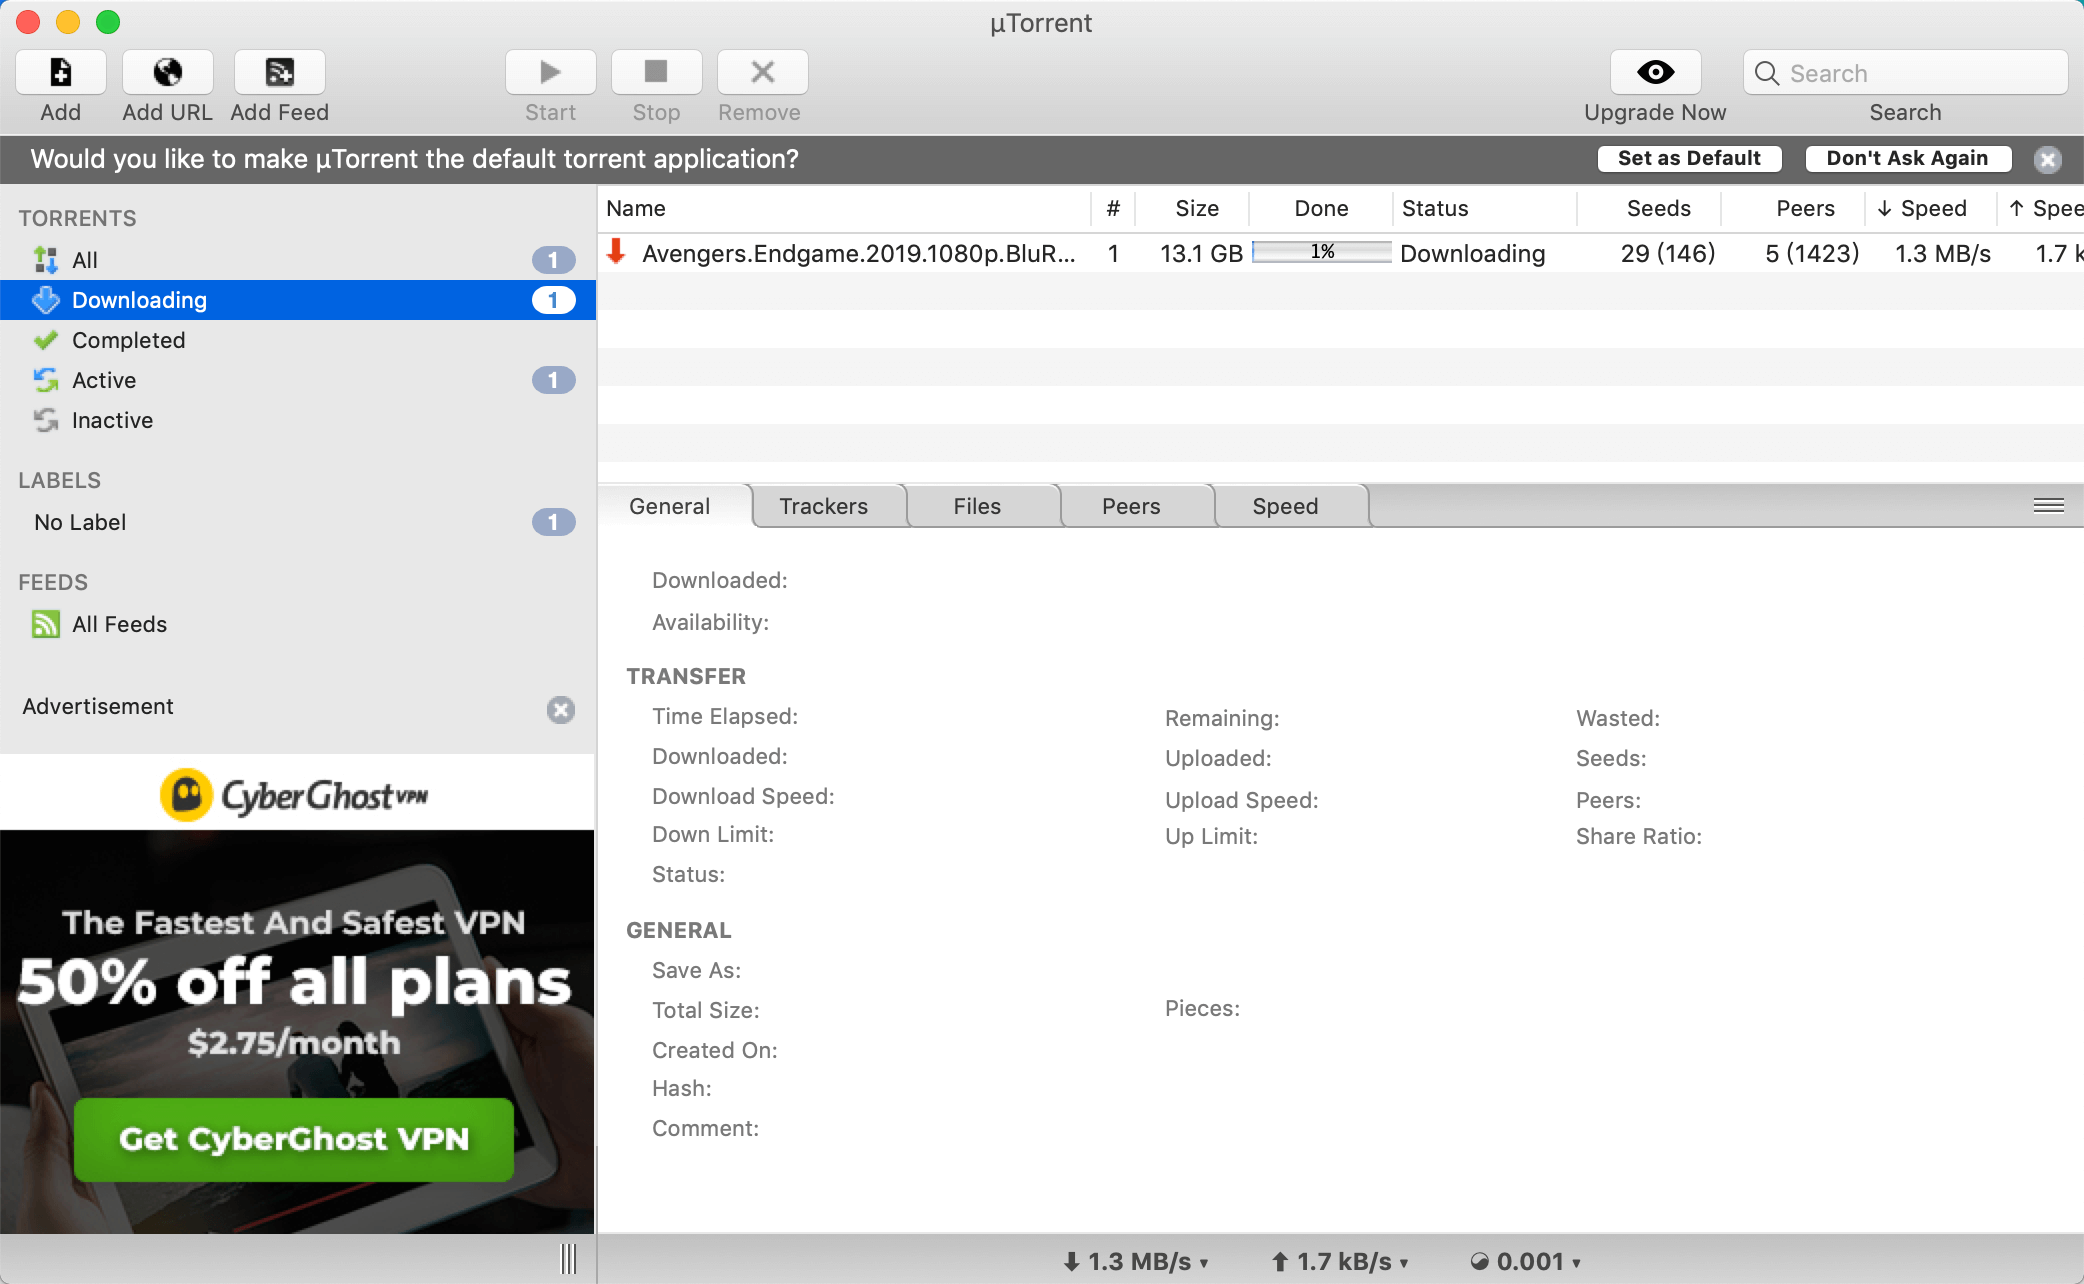 µTorrent
Add
Add URL
Add Feed
Start
Stop
Remove
Upgrade Now
Search
Search
Would you like to make µTorrent the default torrent application?
Set as Default
Don't Ask Again
TORRENTS
All 1
Downloading 1
Completed
Active 1
Inactive
LABELS
No Label 1
FEEDS
All Feeds
Advertisement
CyberGhost VPN
The Fastest And Safest VPN
50% off all plans
$2.75/month
Get CyberGhost VPN
Name # Size Done Status Seeds Peers ↓ Speed ↑ Spee
Avengers.Endgame.2019.1080p.BluR... 1 13.1 GB 1% Downloading 29 (146) 5 (1423) 1.3 MB/s 1.7 k
General Trackers Files Peers Speed
Downloaded:
Availability:
TRANSFER
Time Elapsed: Remaining: Wasted:
Downloaded: Uploaded: Seeds:
Download Speed: Upload Speed: Peers:
Down Limit: Up Limit: Share Ratio:
Status:
GENERAL
Save As:
Total Size: Pieces:
Created On:
Hash:
Comment:
1.3 MB/s 1.7 kB/s 0.001